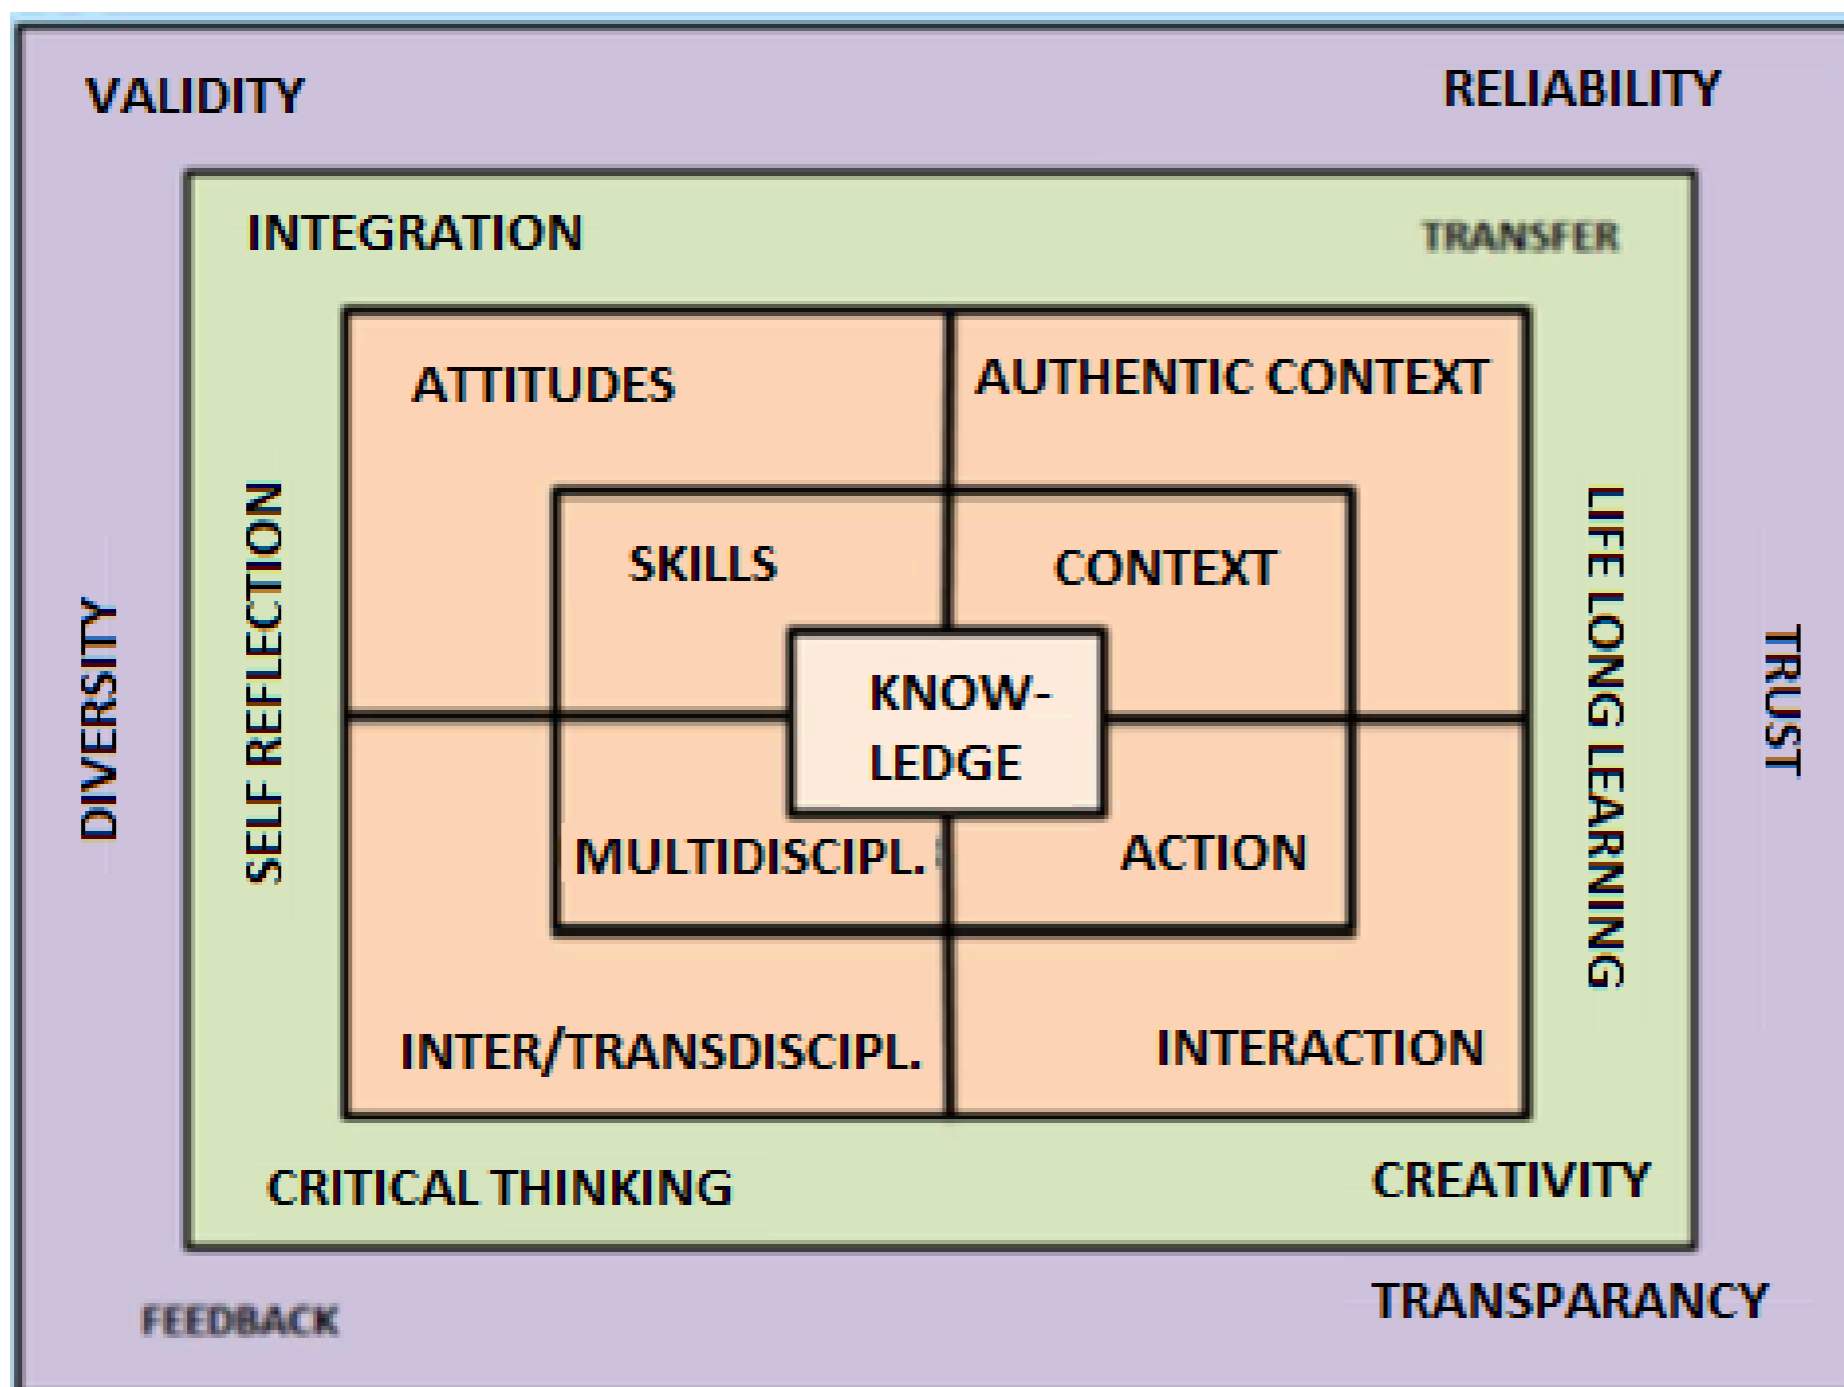 VALIDITY
RELIABILITY
INTEGRATION
TRANSFER
ATTITUDES
AUTHENTIC CONTEXT
SKILLS
CONTEXT
DIVERSITY
SELF REFLECTION
KNOW-
LEDGE
LIFE LONG LEARNING
TRUST
MULTIDISCIPL.
ACTION
INTER/TRANSDISCIPL.
INTERACTION
CRITICAL THINKING
CREATIVITY
FEEDBACK
TRANSPARANCY